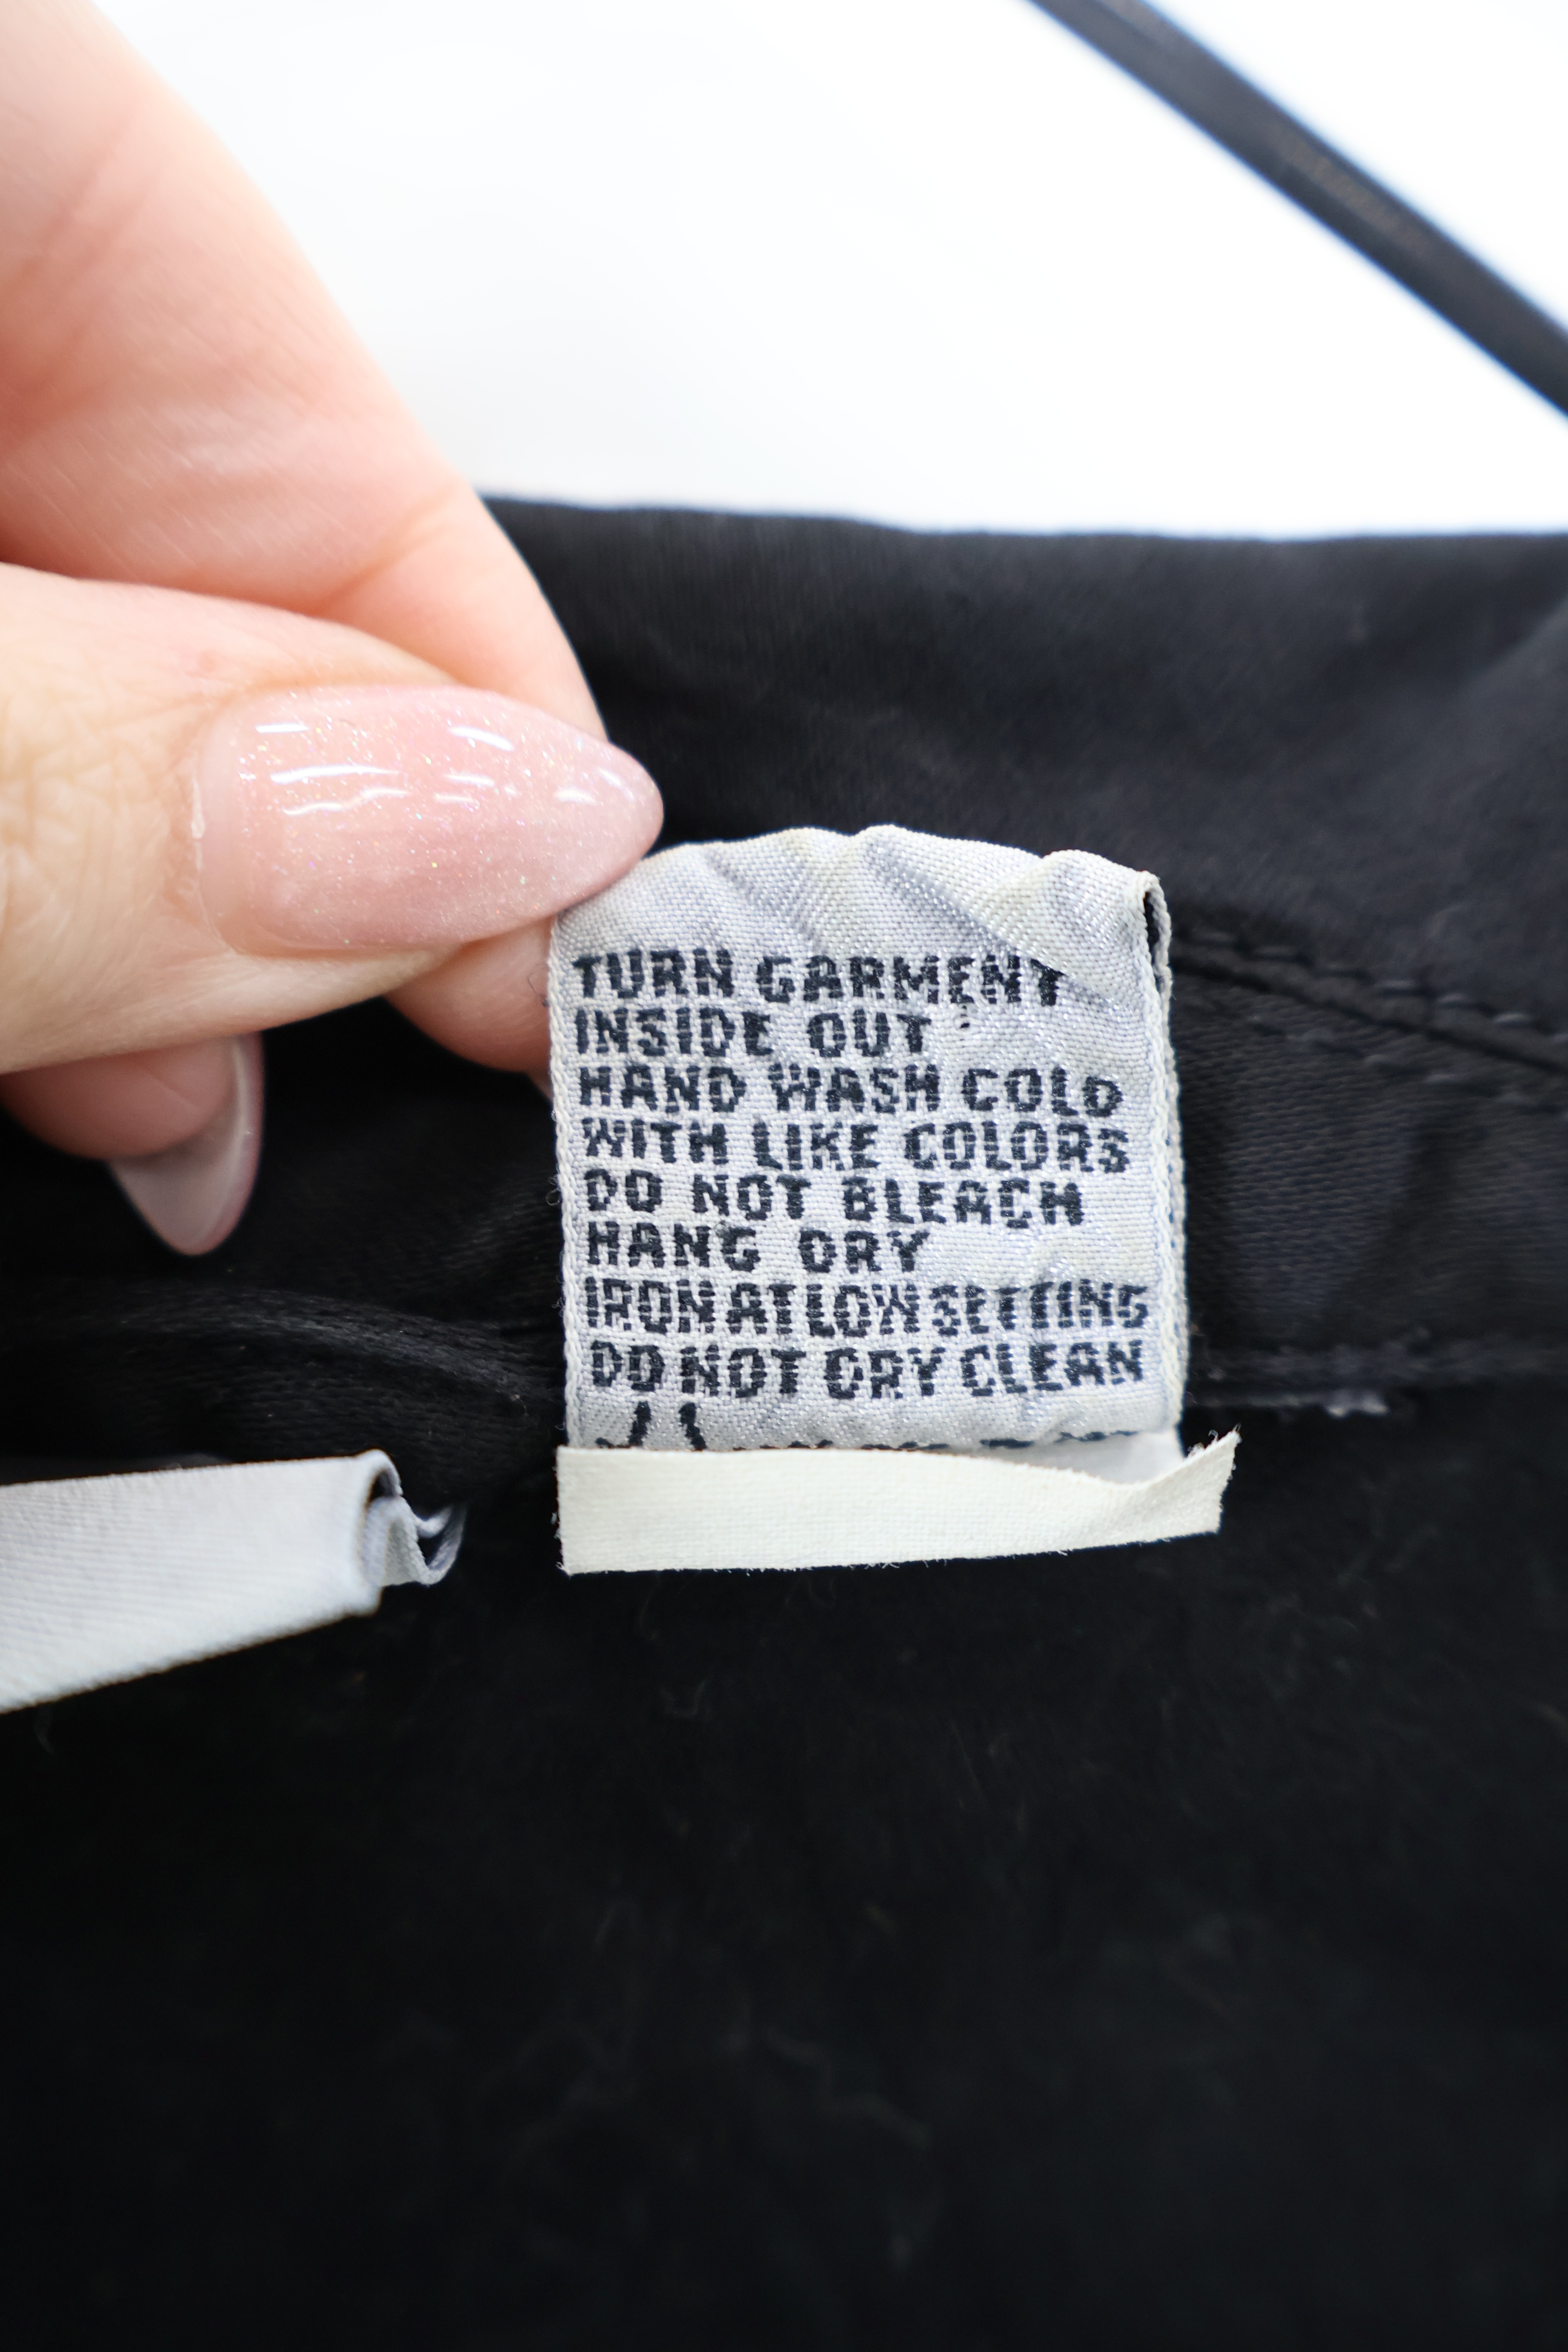 TURN GARMENT
INSIDE OUT
HAND WASH COLD
WITH LIKE COLORS
DO NOT BLEACH
HANG DRY
IRON AT LOW SETTING
DO NOT DRY CLEAN